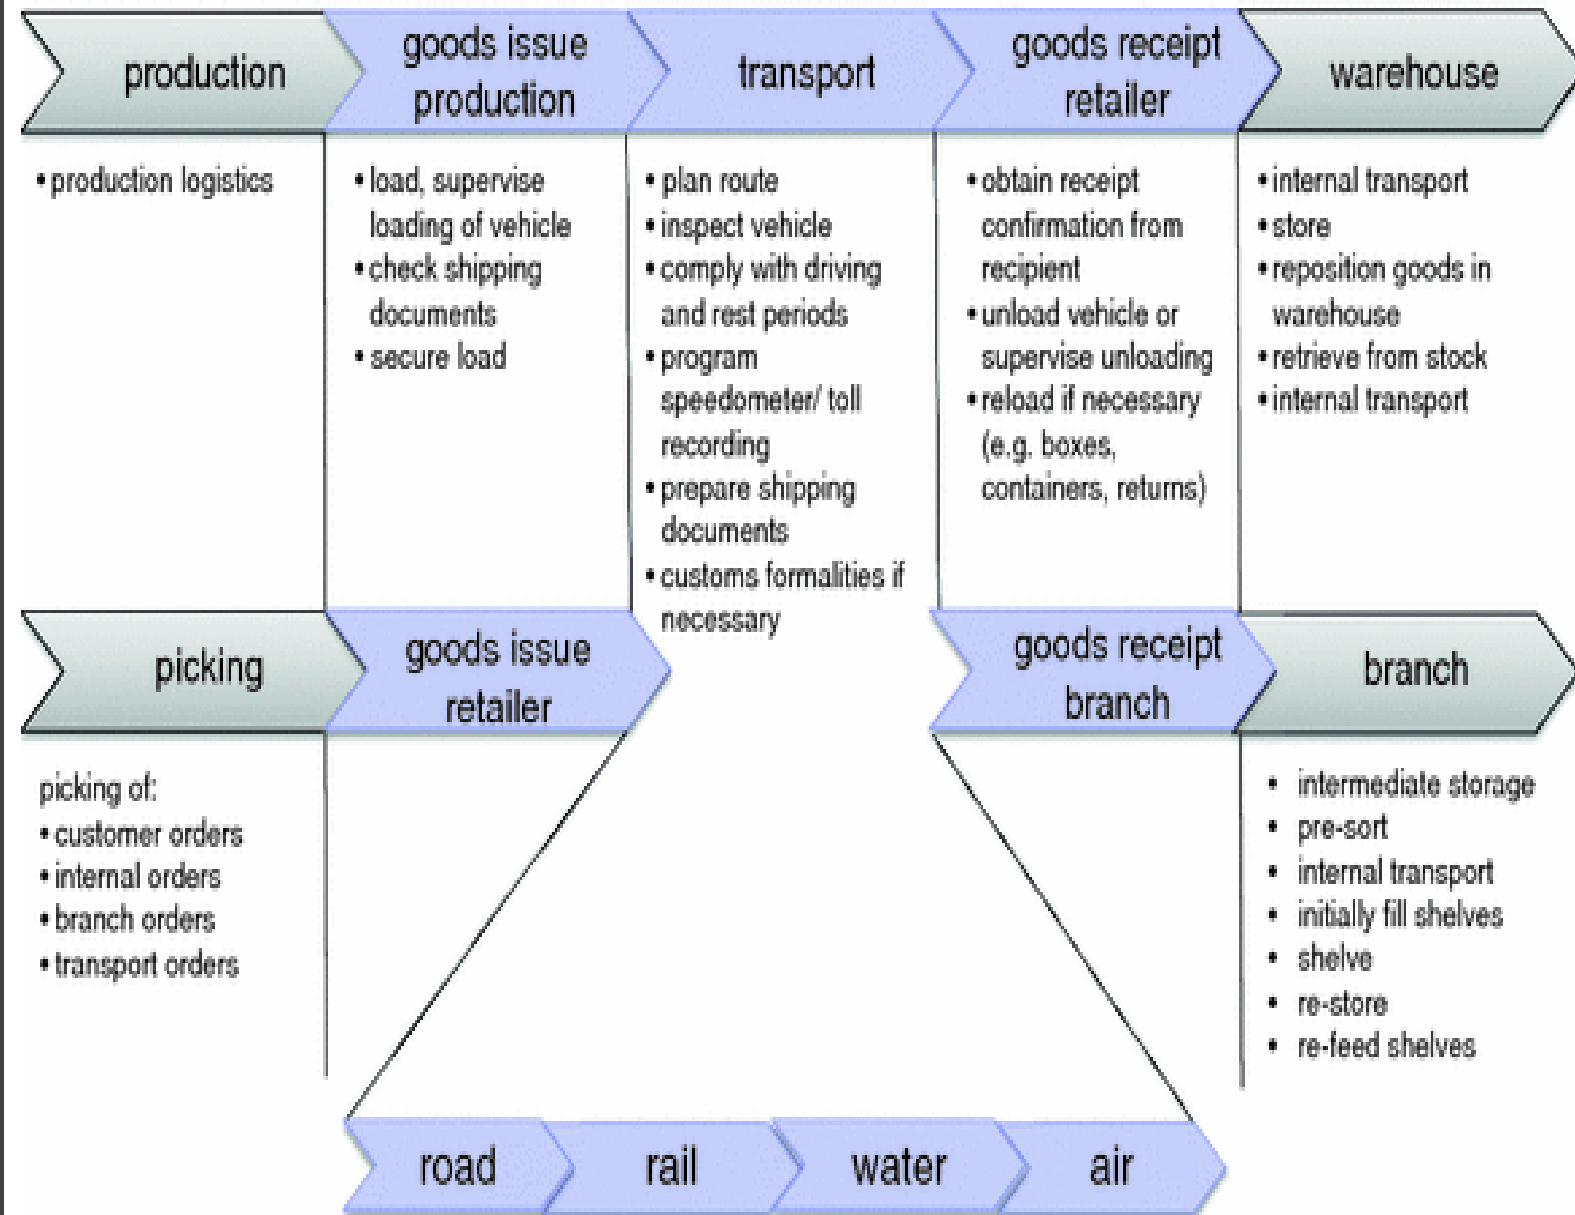 production
goods issue
production
transport
goods receipt
retailer
warehouse
• production logistics
• load, supervise
loading of vehicle
• check shipping
documents
• secure load
• plan route
• inspect vehicle
• comply with driving
and rest periods
• program
speedometer/ toll
recording
• prepare shipping
documents
• customs formalities if
necessary
• obtain receipt
confirmation from
recipient
• unload vehicle or
supervise unloading
• reload if necessary
(e.g. boxes,
containers, returns)
• internal transport
• store
• reposition goods in
warehouse
• retrieve from stock
• internal transport
picking
goods issue
retailer
goods receipt
branch
branch
picking of:
• customer orders
• internal orders
• branch orders
• transport orders
• intermediate storage
• pre-sort
• internal transport
• initially fill shelves
• shelve
• re-store
• re-feed shelves
road
rail
water
air